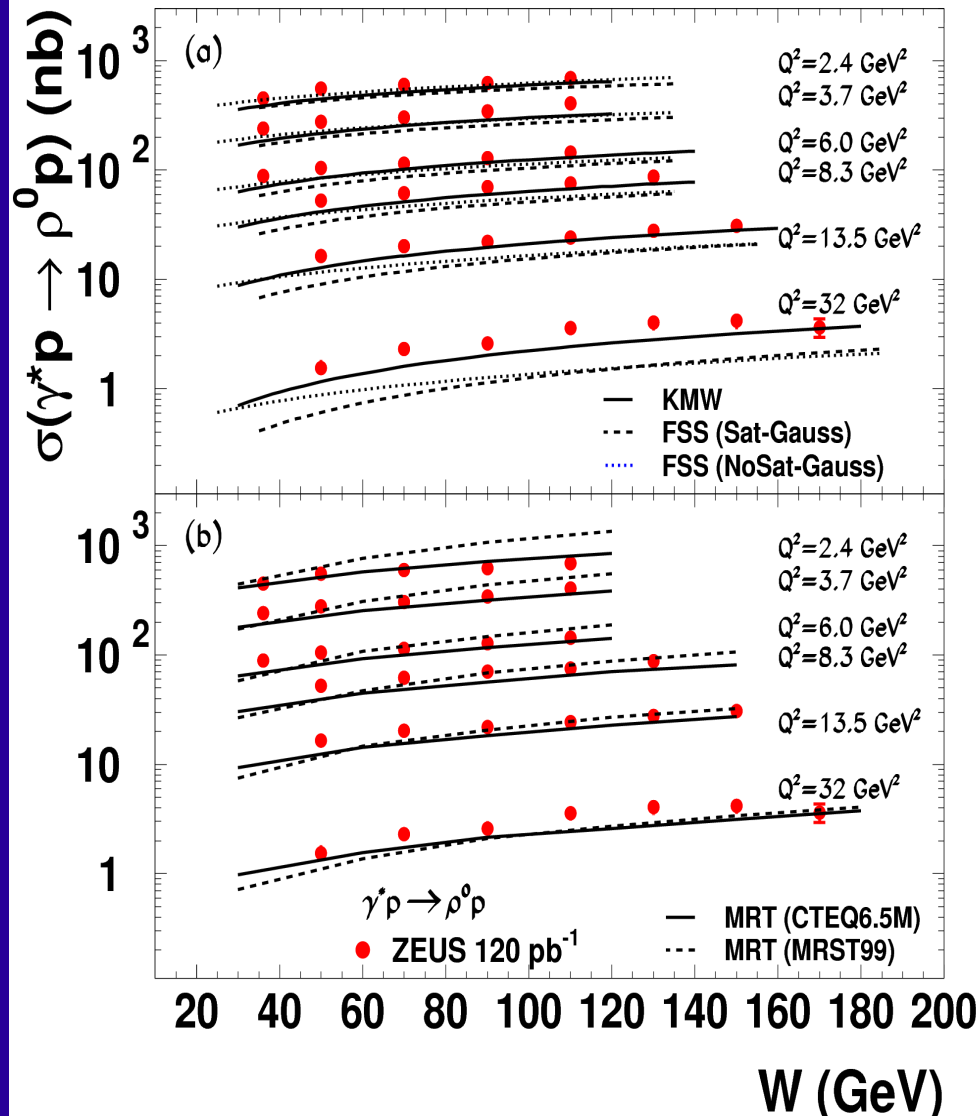 σ(γ*p → ρ⁰p) (nb)
(a)
10³
10²
10
1
Q²=2.4 GeV²
Q²=3.7 GeV²
Q²=6.0 GeV²
Q²=8.3 GeV²
Q²=13.5 GeV²
Q²=32 GeV²
KMW
FSS (Sat-Gauss)
FSS (NoSat-Gauss)
(b)
10³
10²
10
1
Q²=2.4 GeV²
Q²=3.7 GeV²
Q²=6.0 GeV²
Q²=8.3 GeV²
Q²=13.5 GeV²
Q²=32 GeV²
γ*p → ρ⁰p
ZEUS 120 pb⁻¹
MRT (CTEQ6.5M)
MRT (MRST99)
20 40 60 80 100 120 140 160 180 200
W (GeV)